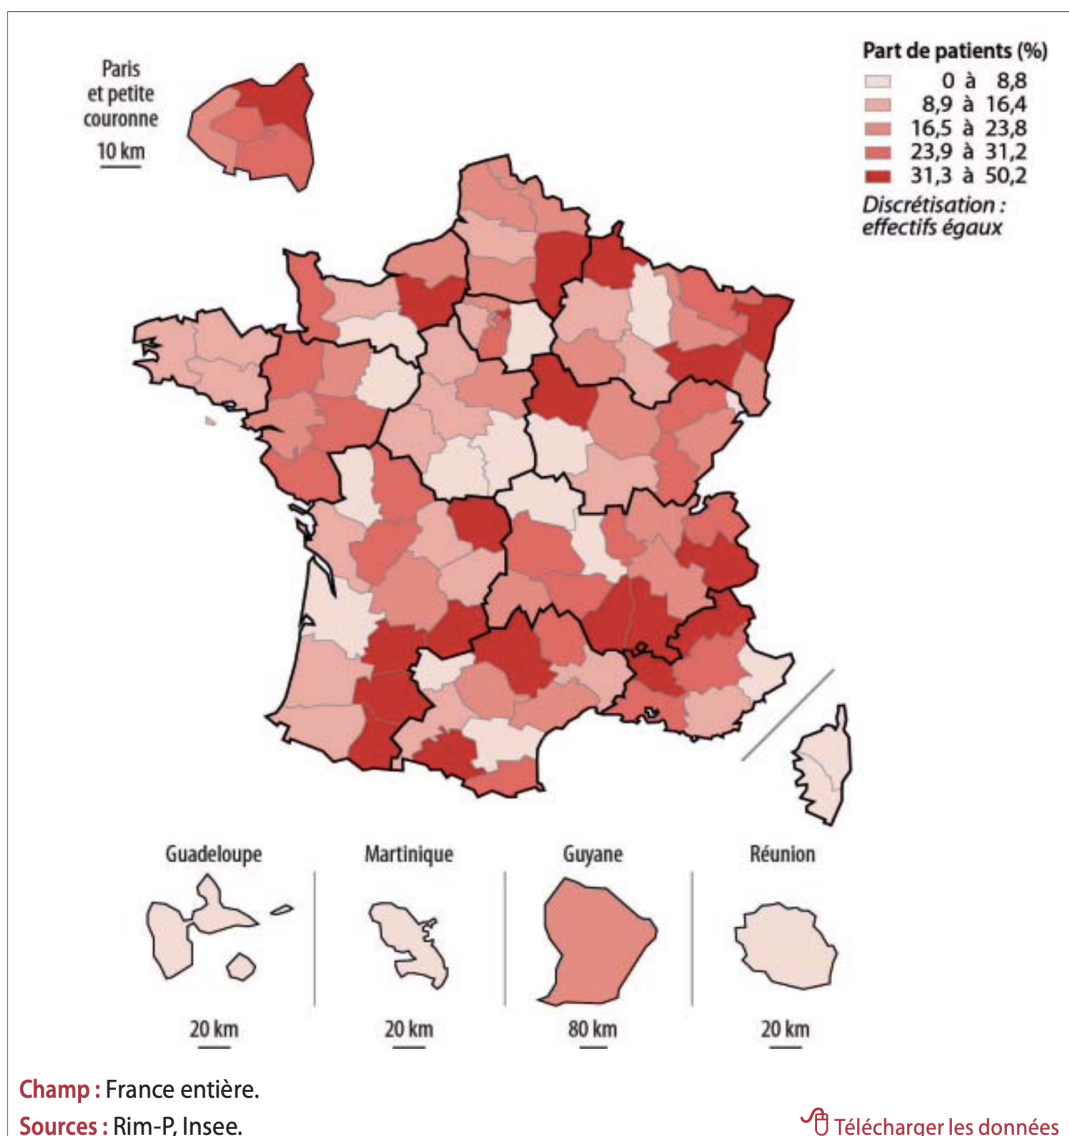 Paris
et petite
couronne
10 km
Part de patients (%)
0 à 8,8
8,9 à 16,4
16,5 à 23,8
23,9 à 31,2
31,3 à 50,2
Discrétisation :
effectifs égaux
Guadeloupe
Martinique
Guyane
Réunion
20 km
20 km
80 km
20 km
Champ : France entière.
Sources : Rim-P, Insee.
Télécharger les données